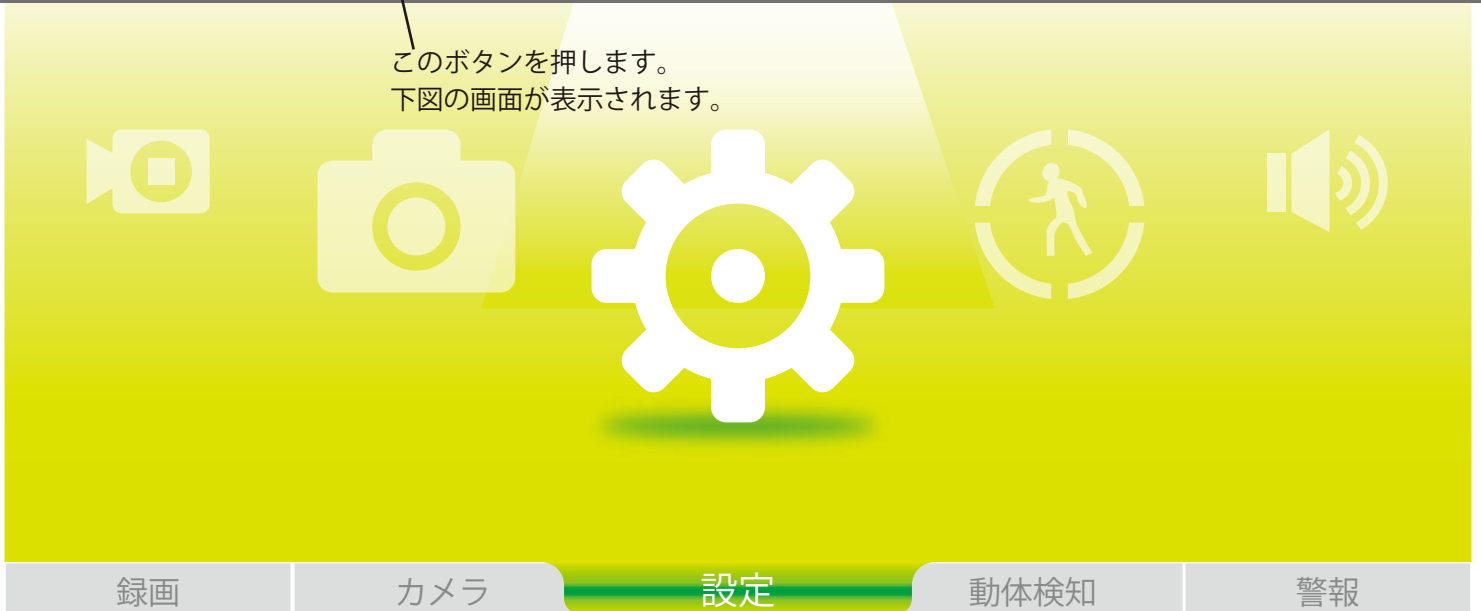 このボタンを押します。
下図の画面が表示されます。
録画
カメラ
設定
動体検知
警報